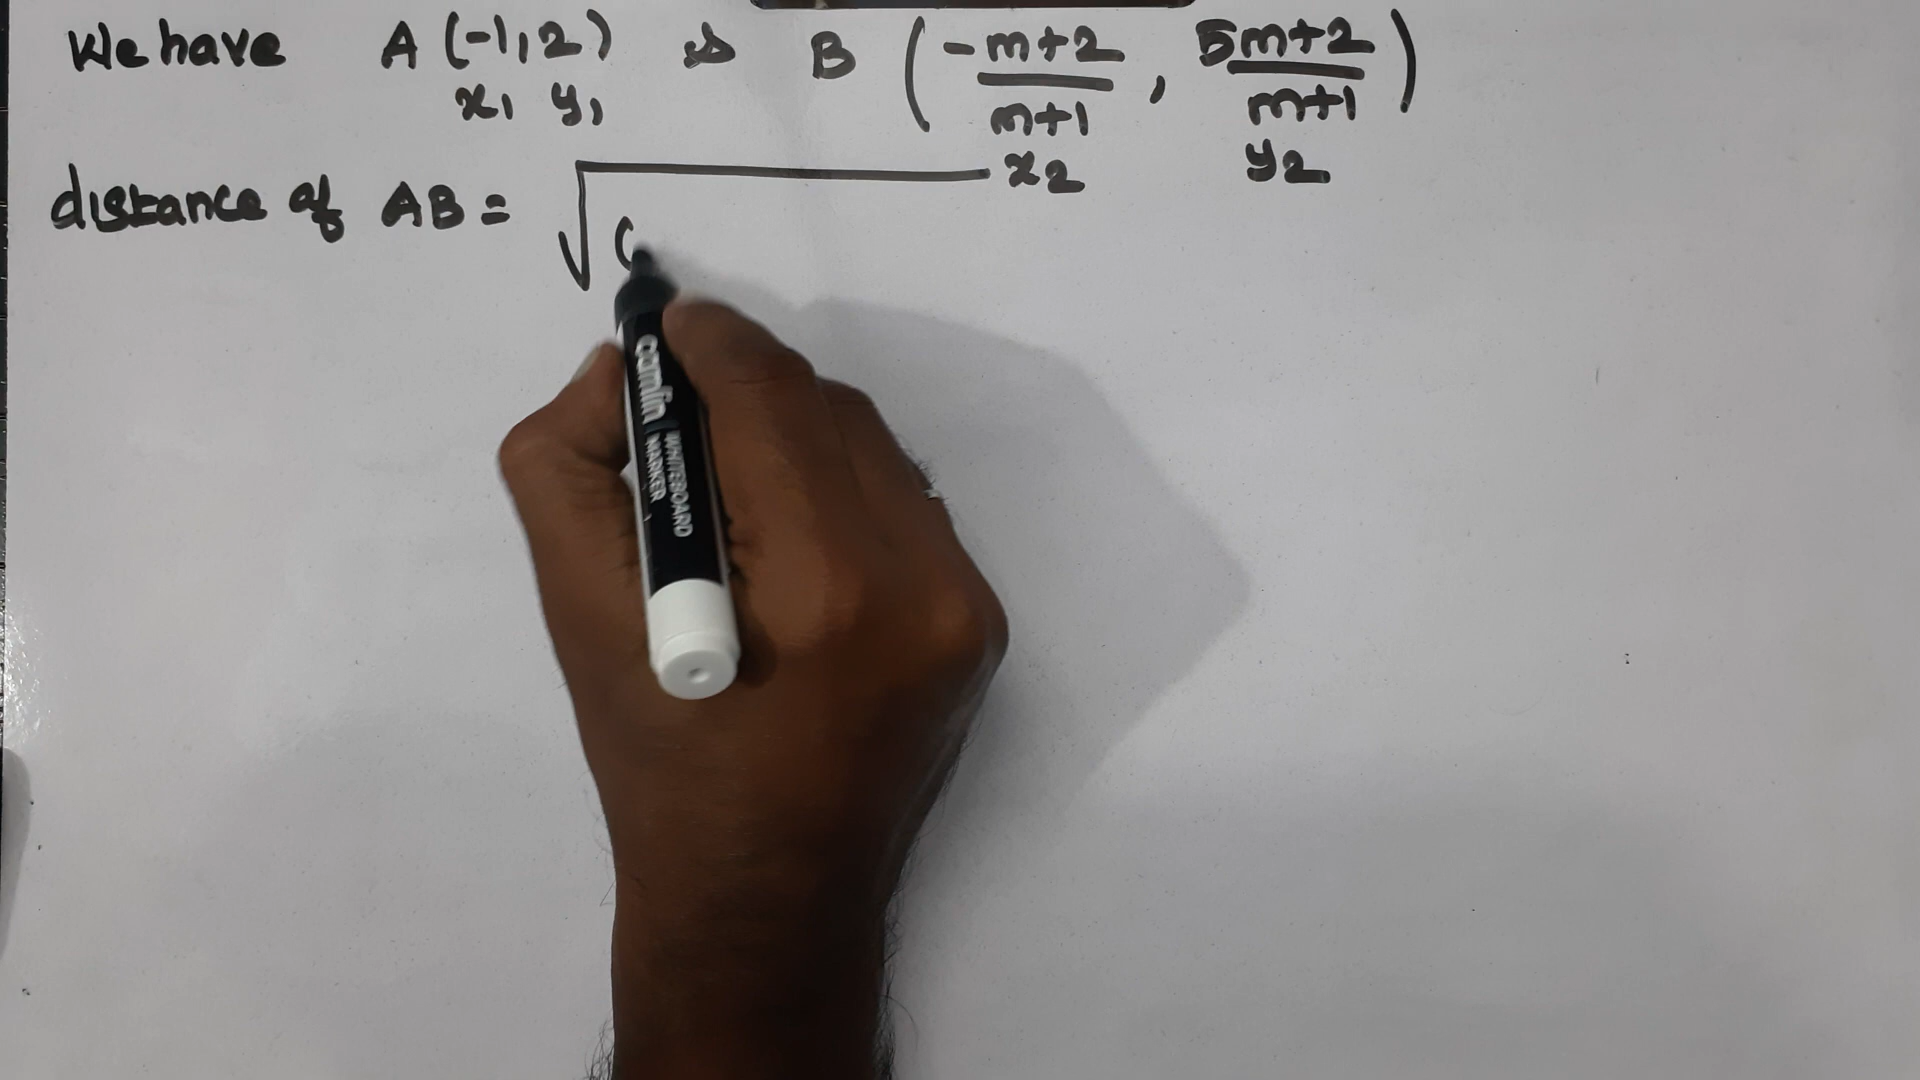 We have A (-1, 2) & B ( -m+2/m+1 , 5m+2/m+1 )
x1 y1 x2 y2
distance of AB = √(
camlin WHITEBOARD MARKER